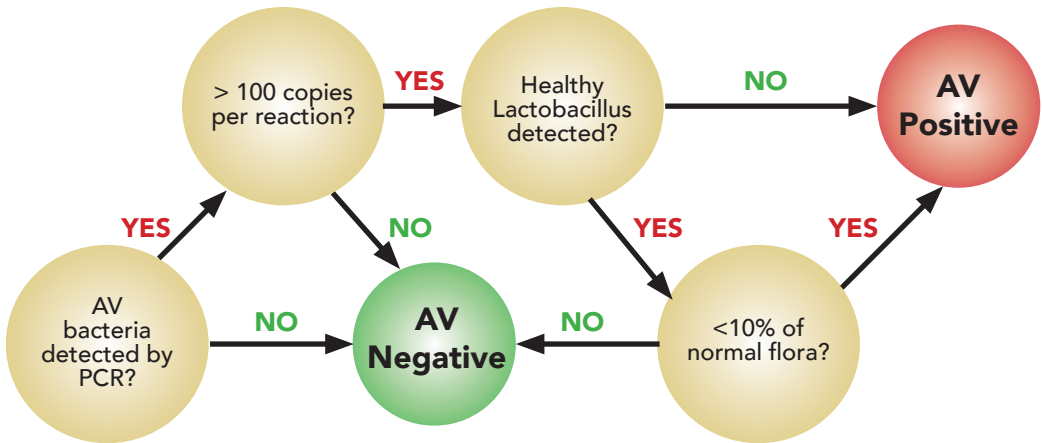 > 100 copies
per reaction?
YES
Healthy
Lactobacillus
detected?
NO
AV
Positive
YES
NO
YES
YES
AV
bacteria
detected by
PCR?
NO
AV
Negative
NO
<10% of
normal flora?